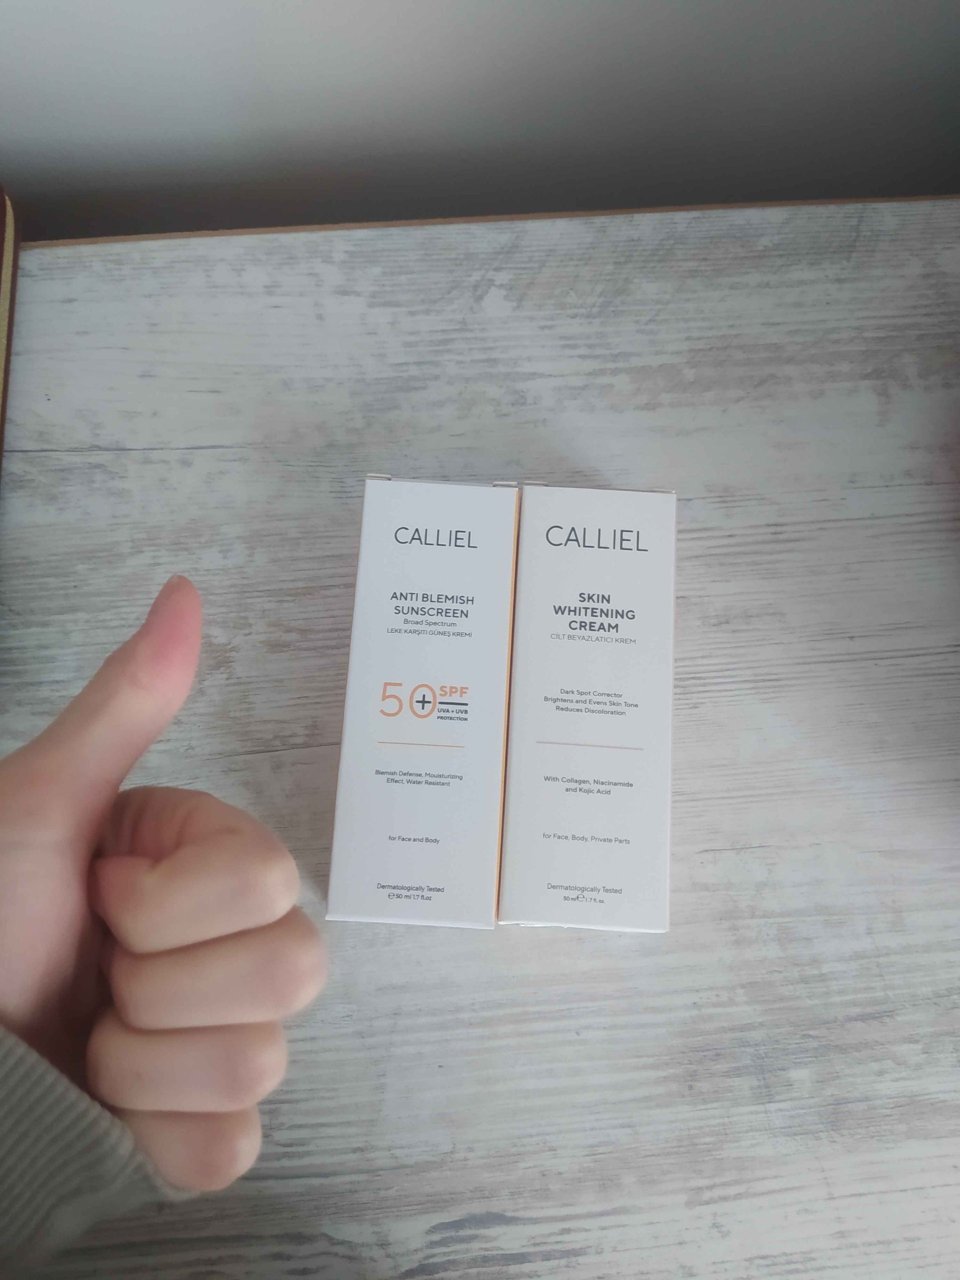 CALLIEL
ANTI BLEMISH
SUNSCREEN
Broad Spectrum
LEKE KARŞITI GÜNEŞ KREMİ
50+ SPF
UVA + UVB
PROTECTION
Blemish Defense, Mousturizing
Effect, Water Resistant
for Face and Body
Dermatologically Tested
℮ 50 ml 1.7 fl.oz
CALLIEL
SKIN
WHITENING
CREAM
CİLT BEYAZLATICI KREM
Dark Spot Corrector
Brightens and Evens Skin Tone
Reduces Discoloration
With Collagen, Niacinamide
and Kojic Acid
for Face, Body, Private Parts
Dermatologically Tested
50 ml ℮ 1.7 fl. oz.